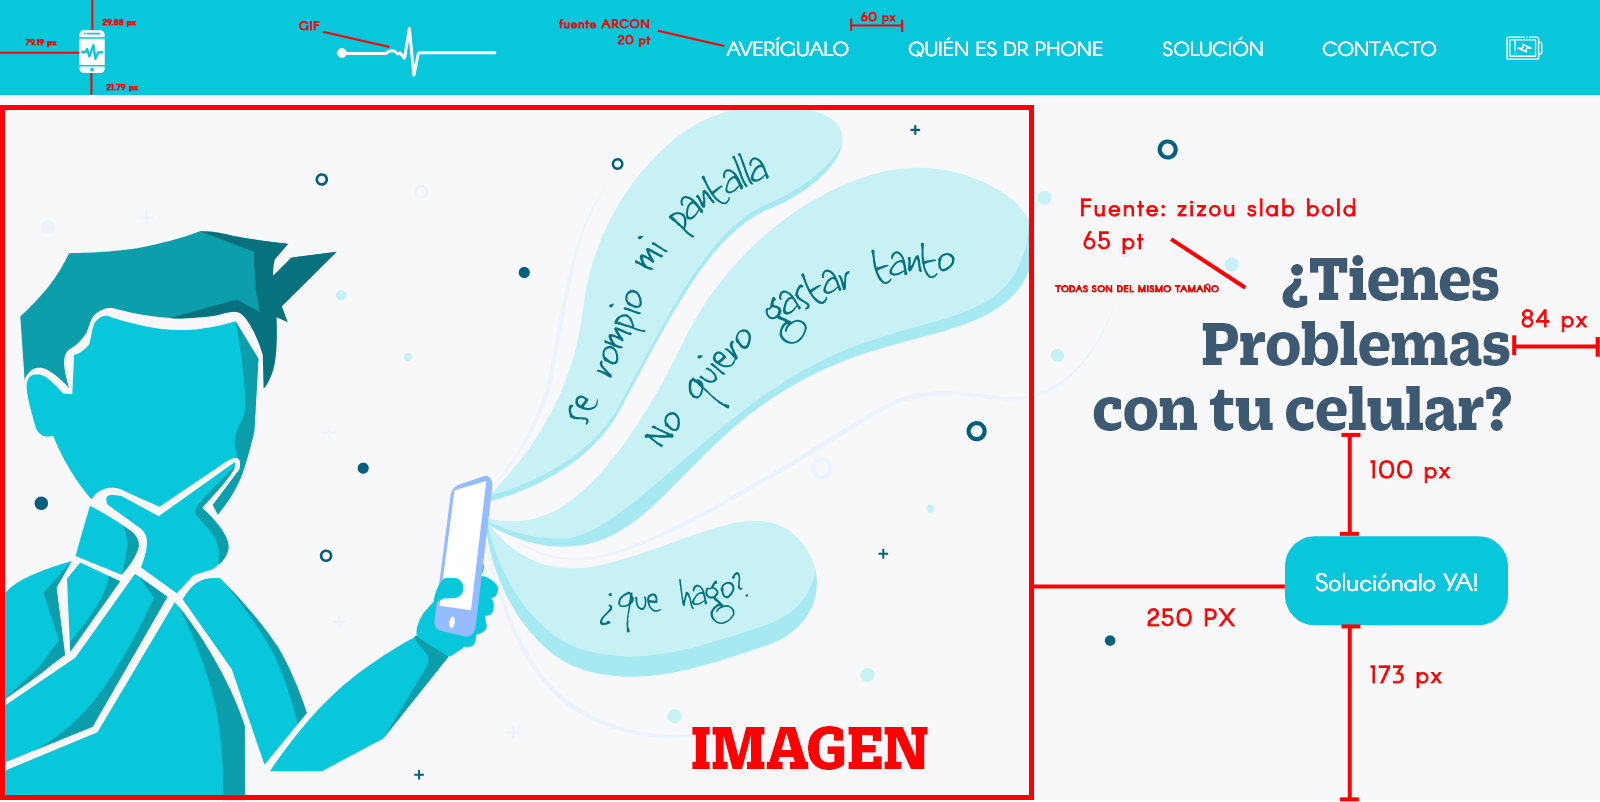 29.88 px
79.19 px
21.79 px
GIF
fuente ARCON
20 pt
60 px
AVERÍGUALO
QUIÉN ES DR PHONE
SOLUCIÓN
CONTACTO
se rompio mi pantalla
No quiero gastar tanto
¿que hago?
IMAGEN
Fuente: zizou slab bold
65 pt
TODAS SON DEL MISMO TAMAÑO
¿Tienes
Problemas
con tu celular?
84 px
100 px
Soluciónalo YA!
250 PX
173 px